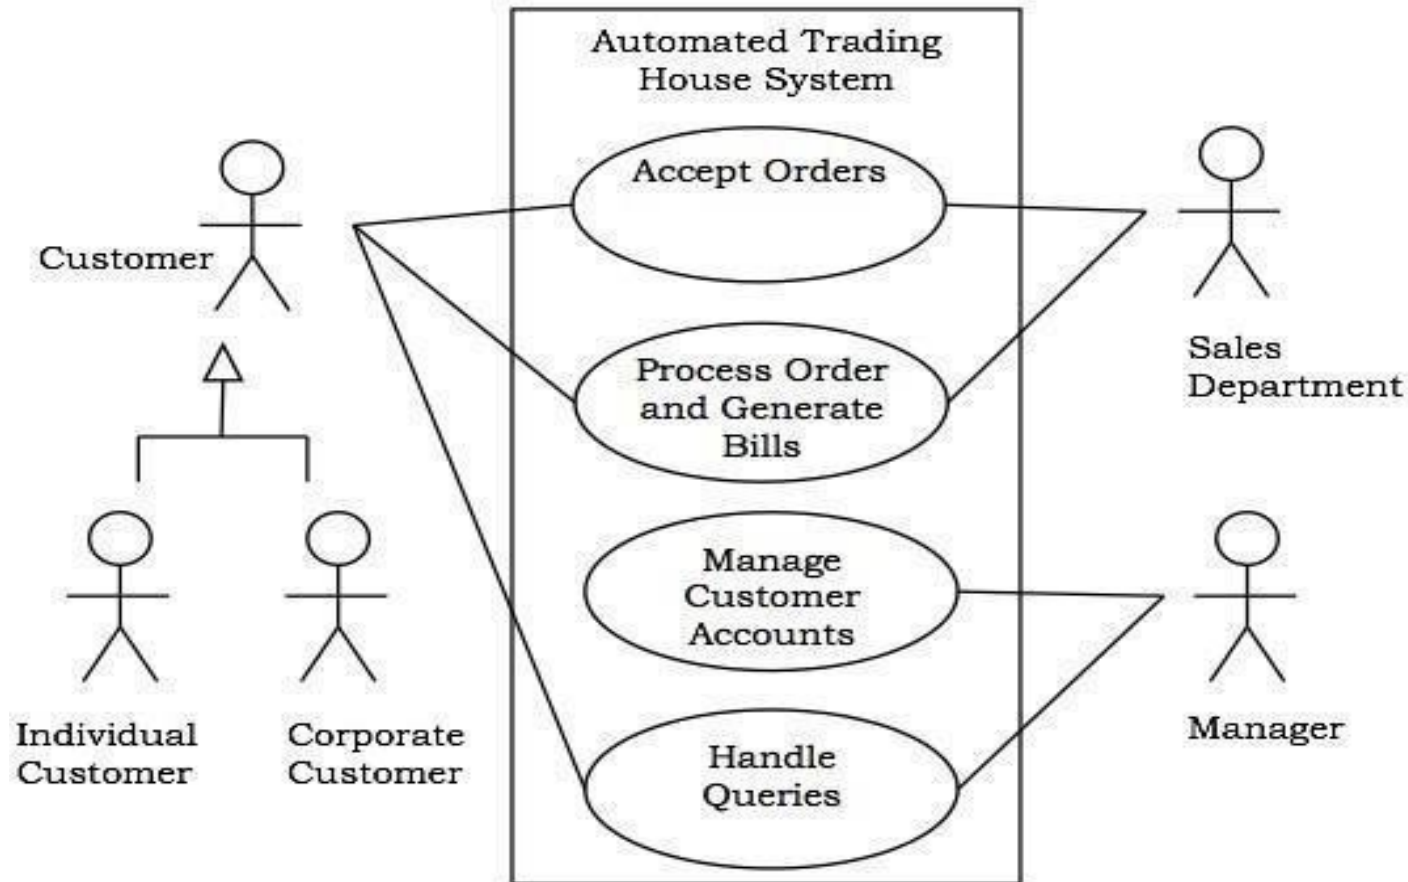 Automated Trading
House System
Accept Orders
Customer
Process Order
and Generate
Bills
Sales
Department
Manage
Customer
Accounts
Individual
Customer
Corporate
Customer
Manager
Handle
Queries